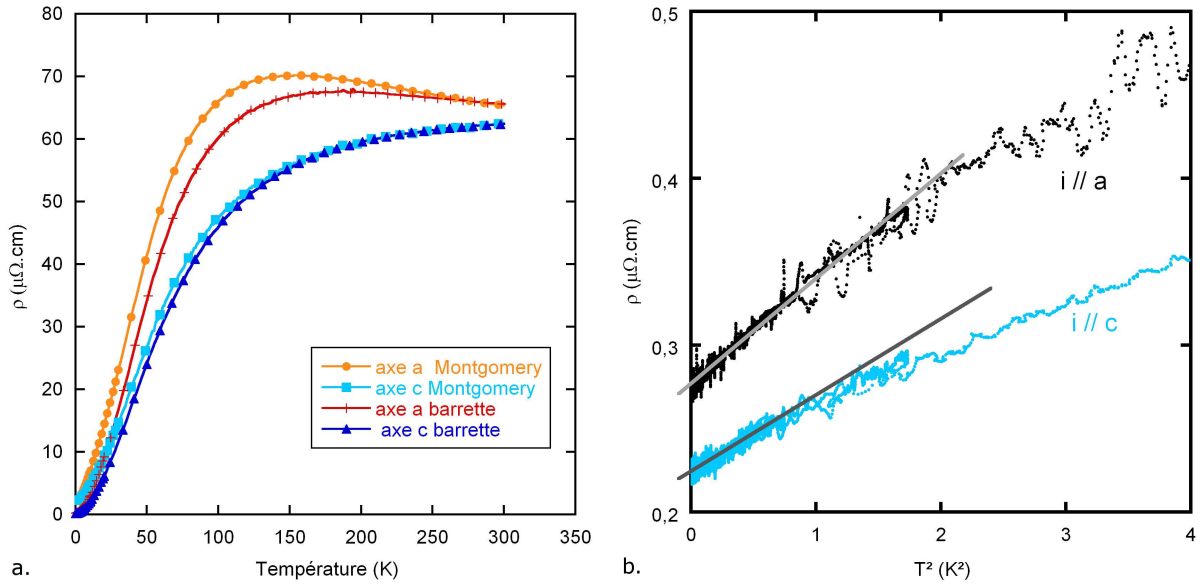 80
70
60
50
40
30
20
10
0
ρ (μΩ.cm)
axe a Montgomery
axe c Montgomery
axe a barrette
axe c barrette
0 50 100 150 200 250 300 350
Température (K)
a.
0,5
0,4
0,3
0,2
ρ (μΩ.cm)
i // a
i // c
0 1 2 3 4
T² (K²)
b.